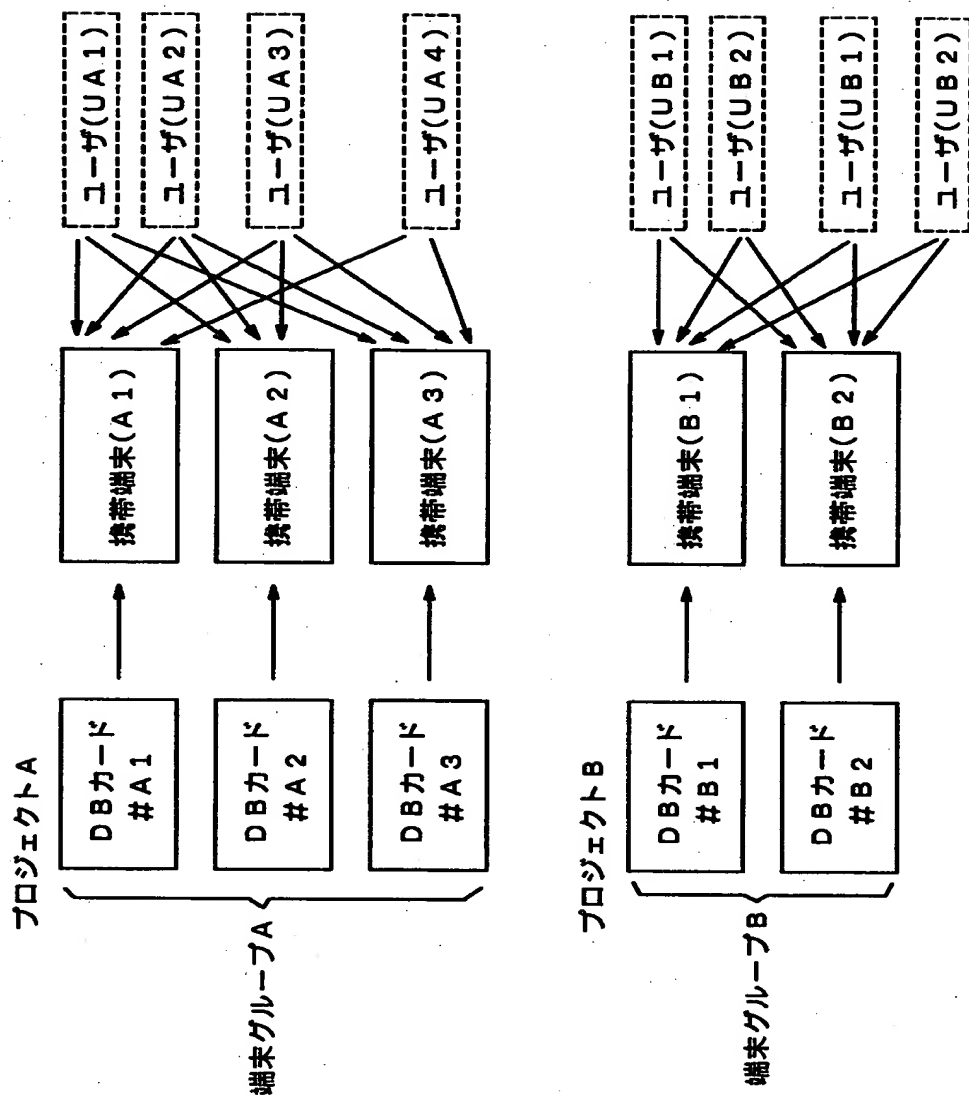 プロジェクトA
端末グループA
DBカード
#A1
DBカード
#A2
DBカード
#A3
携帯端末(A1)
携帯端末(A2)
携帯端末(A3)
ユーザ(UA1)
ユーザ(UA2)
ユーザ(UA3)
ユーザ(UA4)
プロジェクトB
端末グループB
DBカード
#B1
DBカード
#B2
携帯端末(B1)
携帯端末(B2)
ユーザ(UB1)
ユーザ(UB2)
ユーザ(UB1)
ユーザ(UB2)